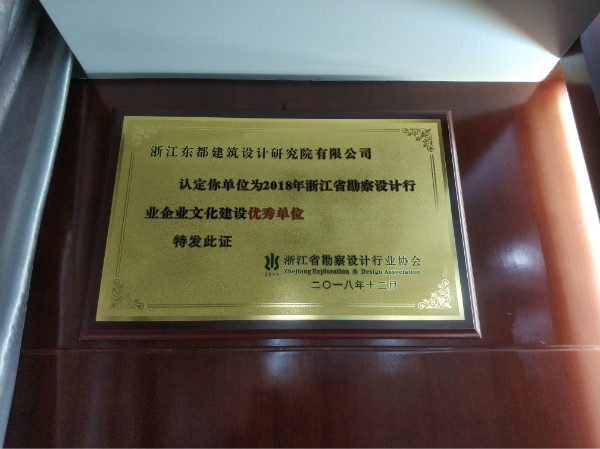 浙江东都建筑设计研究院有限公司
认定你单位为2018年浙江省勘察设计行
业企业文化建设优秀单位
特发此证
浙江省勘察设计行业协会
Zhejiang Exploration & Design Association
二〇一八年十二月